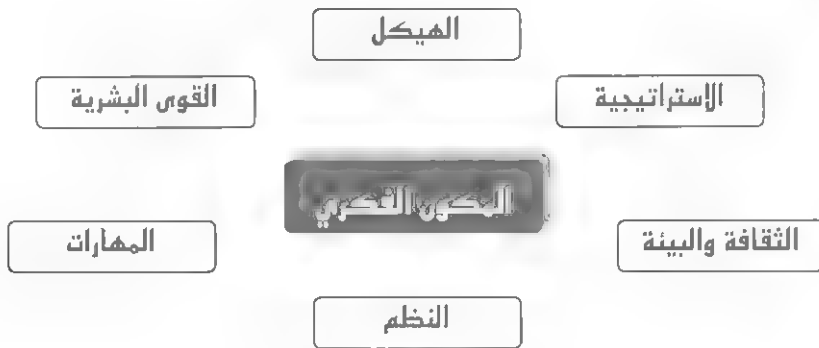 الهيكل
الإستراتيجية
القوى البشرية
المكون الفكري
الثقافة والبيئة
المهارات
النظم